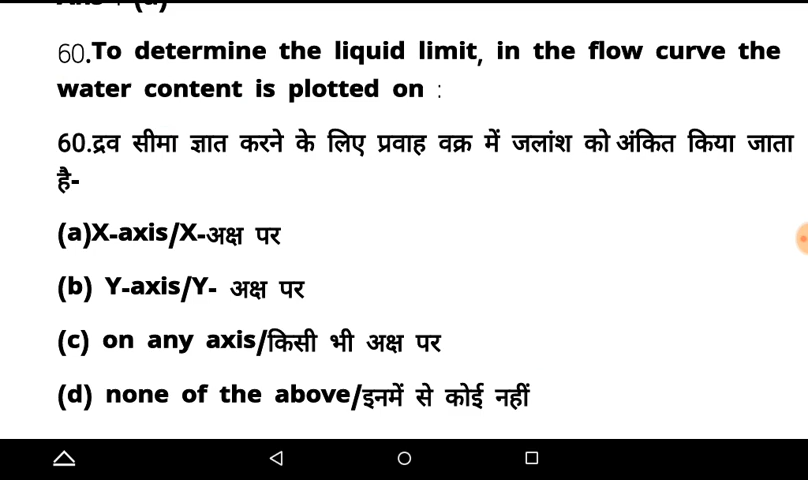 60.To determine the liquid limit, in the flow curve the
water content is plotted on :
60.द्रव सीमा ज्ञात करने के लिए प्रवाह वक्र में जलांश को अंकित किया जाता
है-
(a)X-axis/X-अक्ष पर
(b) Y-axis/Y- अक्ष पर
(c) on any axis/किसी भी अक्ष पर
(d) none of the above/इनमें से कोई नहीं